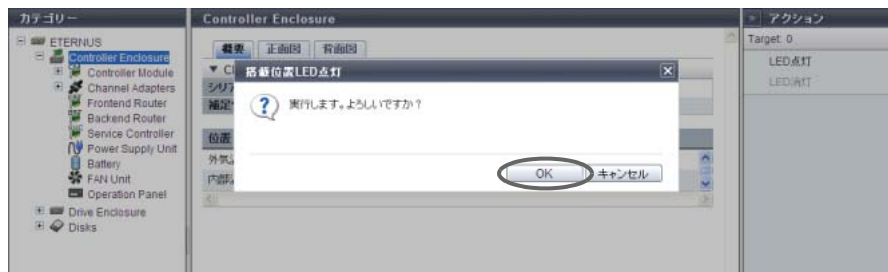 カテゴリー
ETERNUS
Controller Enclosure
Controller Module
Channel Adapters
Frontend Router
Backend Router
Service Controller
Power Supply Unit
Battery
FAN Unit
Operation Panel
Drive Enclosure
Disks
Controller Enclosure
概要 正面図 背面図
シリア
補足
位置
外気
内部
搭載位置LED点灯
実行します。よろしいですか?
OK キャンセル
アクション
Target: 0
LED点灯
LED消灯